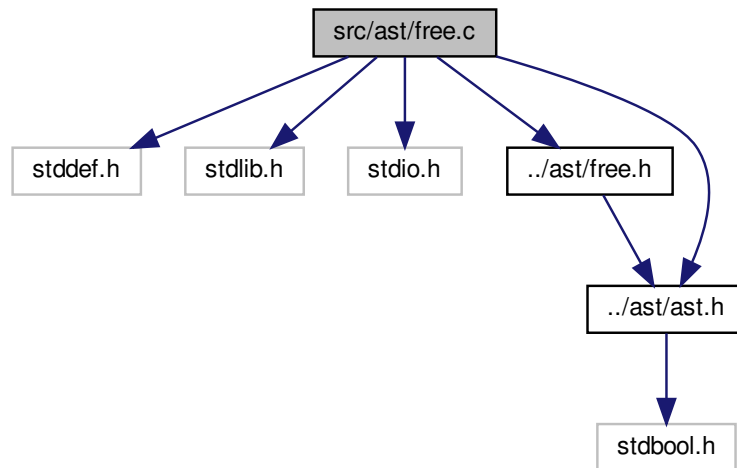 src/ast/free.c
stddef.h
stdlib.h
stdio.h
../ast/free.h
../ast/ast.h
stdbool.h